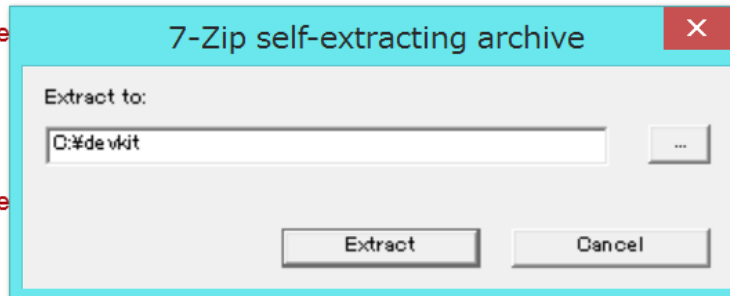 7-Zip self-extracting archive
Extract to:
C:¥devkit
...
Extract
Cancel
e
e